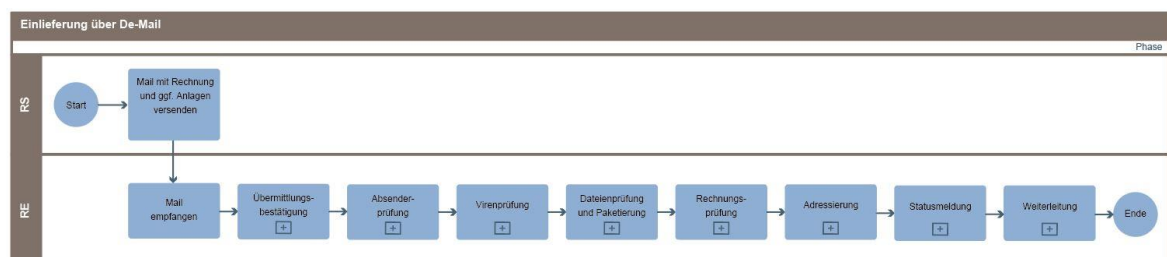 Einlieferung über De-Mail
Phase
RS
Start
Mail mit Rechnung
und ggf. Anlagen
versenden
RE
Mail
empfangen
Übermittlungs-
bestätigung
Absender-
prüfung
Virenprüfung
Dateienprüfung
und Paketierung
Rechnungs-
prüfung
Adressierung
Statusmeldung
Weiterleitung
Ende